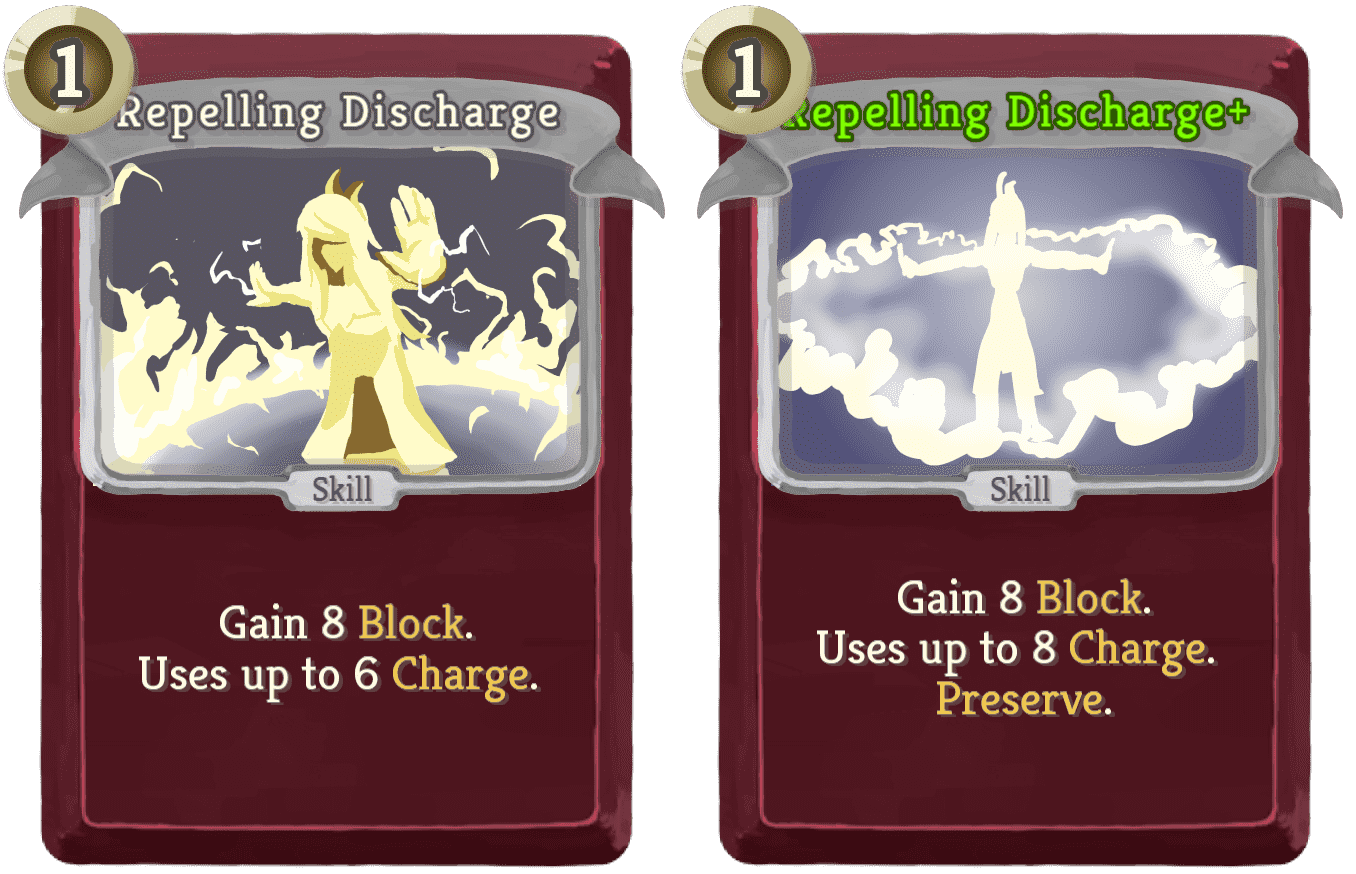 1
Repelling Discharge
Skill
Gain 8 Block.
Uses up to 6 Charge.
1
Repelling Discharge+
Skill
Gain 8 Block.
Uses up to 8 Charge.
Preserve.